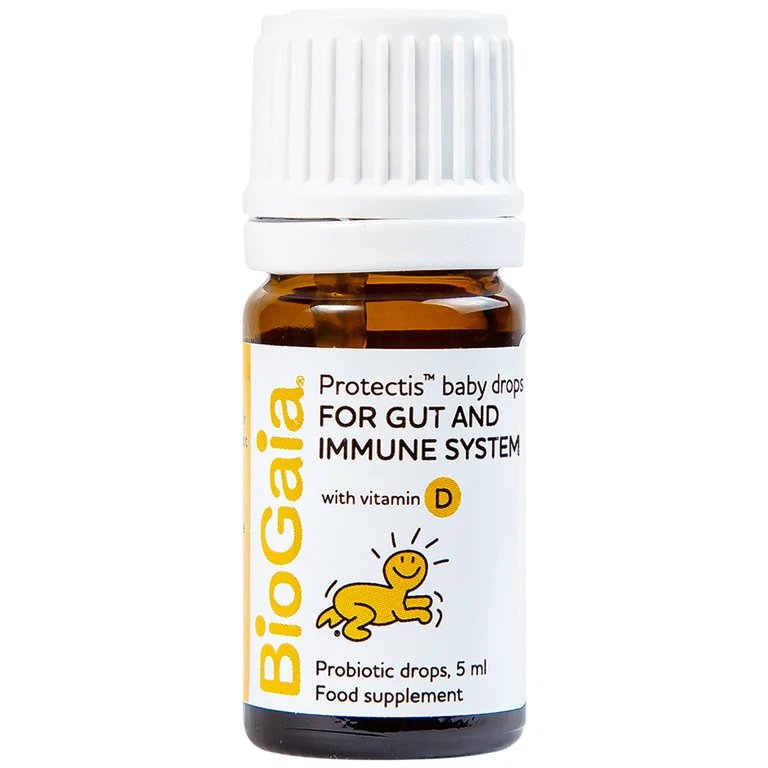 BioGaia®
Protectis™ baby drops
FOR GUT AND
IMMUNE SYSTEM
with vitamin D
Probiotic drops, 5 ml
Food supplement